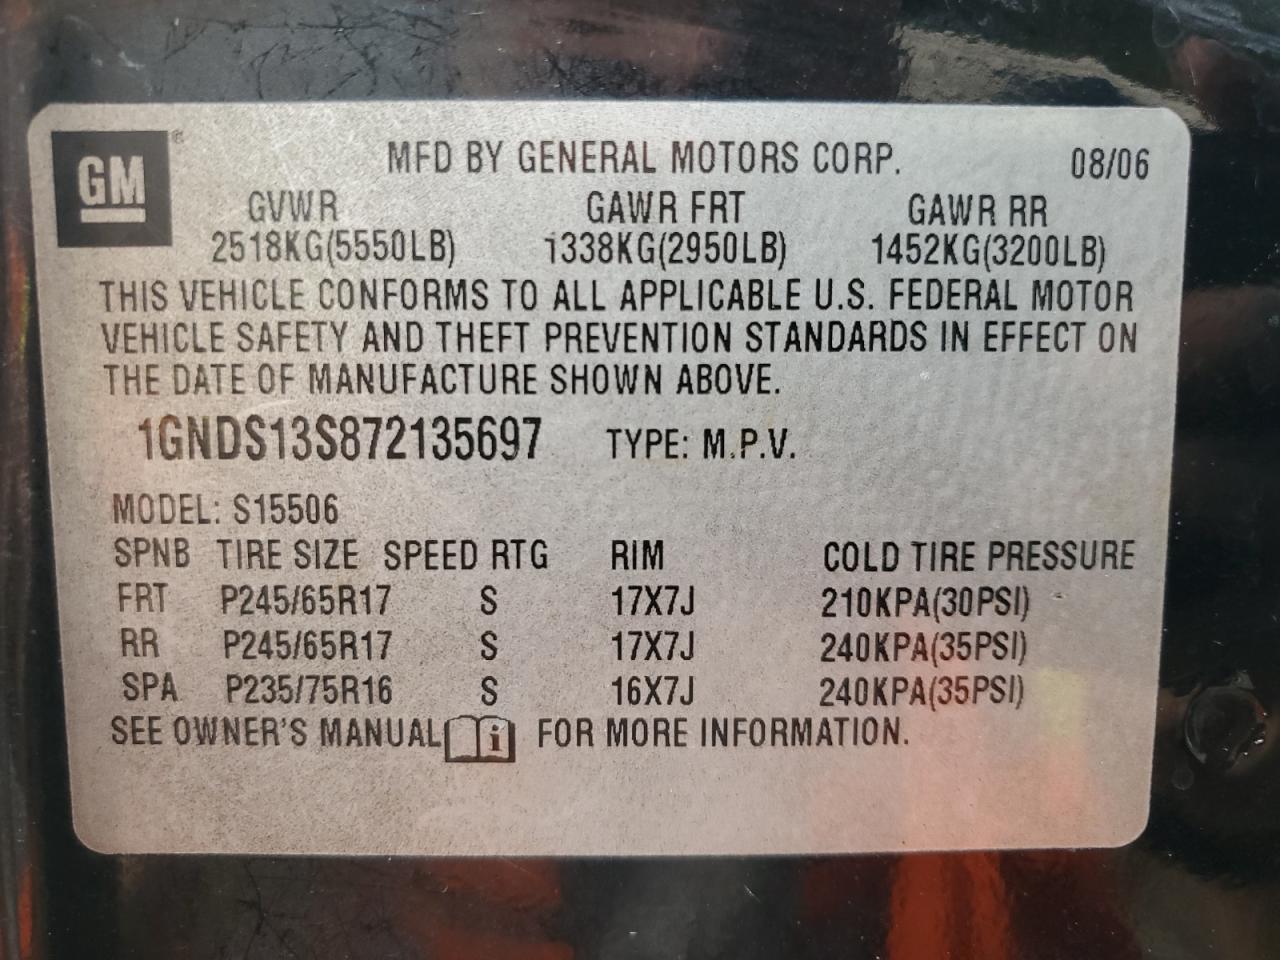 GM®
MFD BY GENERAL MOTORS CORP. 08/06
GVWR GAWR FRT GAWR RR
2518KG(5550LB) 1338KG(2950LB) 1452KG(3200LB)
THIS VEHICLE CONFORMS TO ALL APPLICABLE U.S. FEDERAL MOTOR
VEHICLE SAFETY AND THEFT PREVENTION STANDARDS IN EFFECT ON
THE DATE OF MANUFACTURE SHOWN ABOVE.
1GNDS13S872135697 TYPE: M.P.V.
MODEL: S15506
SPNB TIRE SIZE SPEED RTG RIM COLD TIRE PRESSURE
FRT P245/65R17 S 17X7J 210KPA(30PSI)
RR P245/65R17 S 17X7J 240KPA(35PSI)
SPA P235/75R16 S 16X7J 240KPA(35PSI)
SEE OWNER'S MANUAL i FOR MORE INFORMATION.